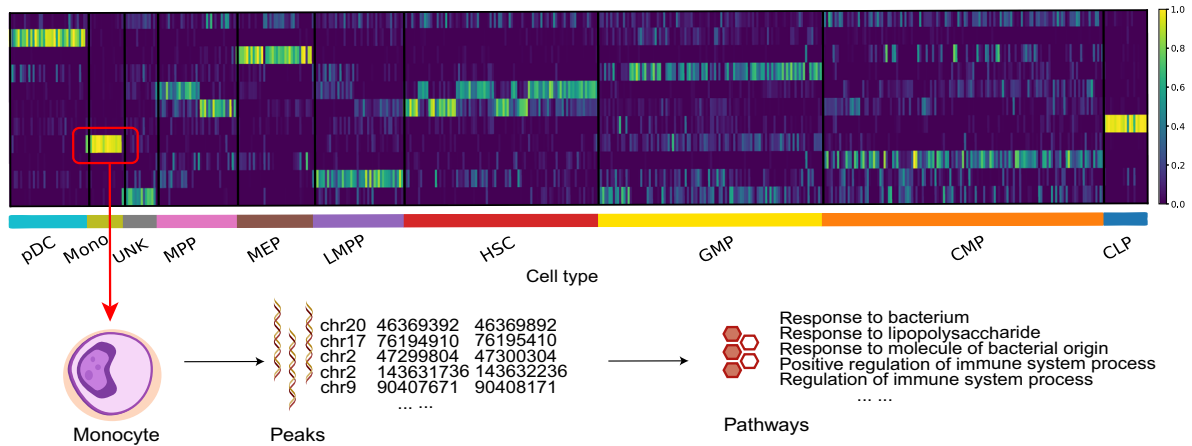 1.0
0.8
0.6
0.4
0.2
0.0
pDC
Mono
UNK
MPP
MEP
LMPP
HSC
GMP
CMP
CLP
Cell type
chr20 46369392 46369892
chr17 76194910 76195410
chr2 47299804 47300304
chr2 143631736 143632236
chr9 90407671 90408171
... ...
Response to bacterium
Response to lipopolysaccharide
Response to molecule of bacterial origin
Positive regulation of immune system process
Regulation of immune system process
... ...
Monocyte
Peaks
Pathways